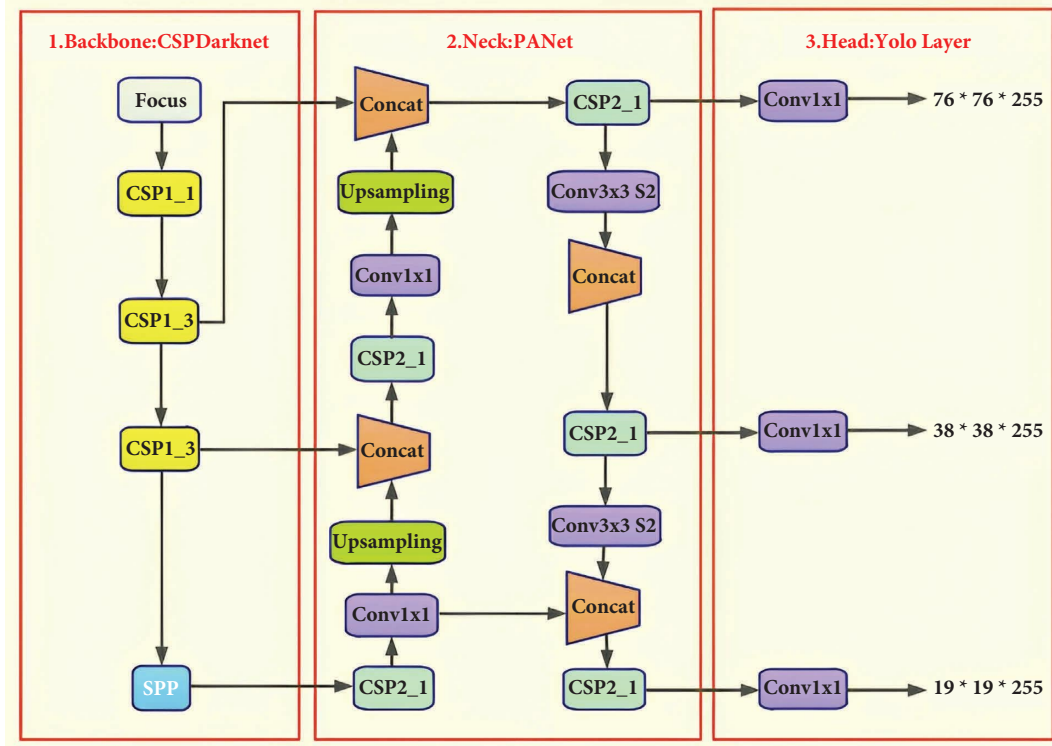 1.Backbone:CSPDarknet
Focus
CSP1_1
CSP1_3
CSP1_3
SPP
2.Neck:PANet
Concat
Upsampling
Conv1x1
CSP2_1
Concat
Upsampling
Conv1x1
CSP2_1
CSP2_1
Conv3x3 S2
Concat
CSP2_1
Conv3x3 S2
Concat
CSP2_1
3.Head:Yolo Layer
Conv1x1
76 * 76 * 255
Conv1x1
38 * 38 * 255
Conv1x1
19 * 19 * 255